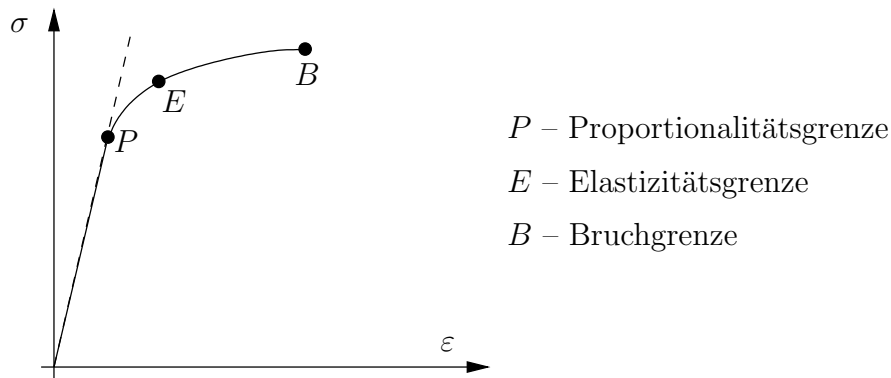 σ
E
B
P
P – Proportionalitätsgrenze
E – Elastizitätsgrenze
B – Bruchgrenze
ε